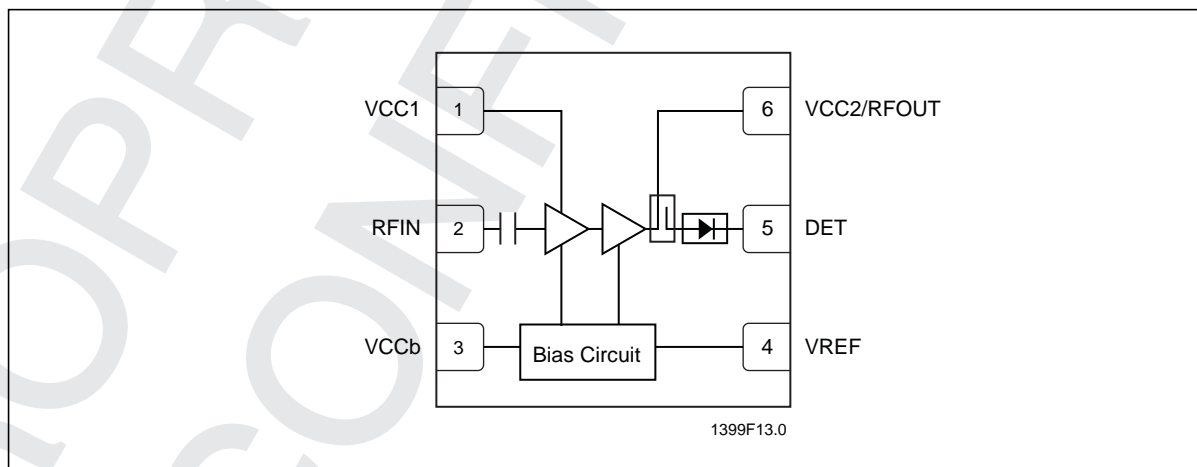 VCC1 1 6 VCC2/RFOUT
RFIN 2 5 DET
VCCb 3 Bias Circuit 4 VREF
1399F13.0